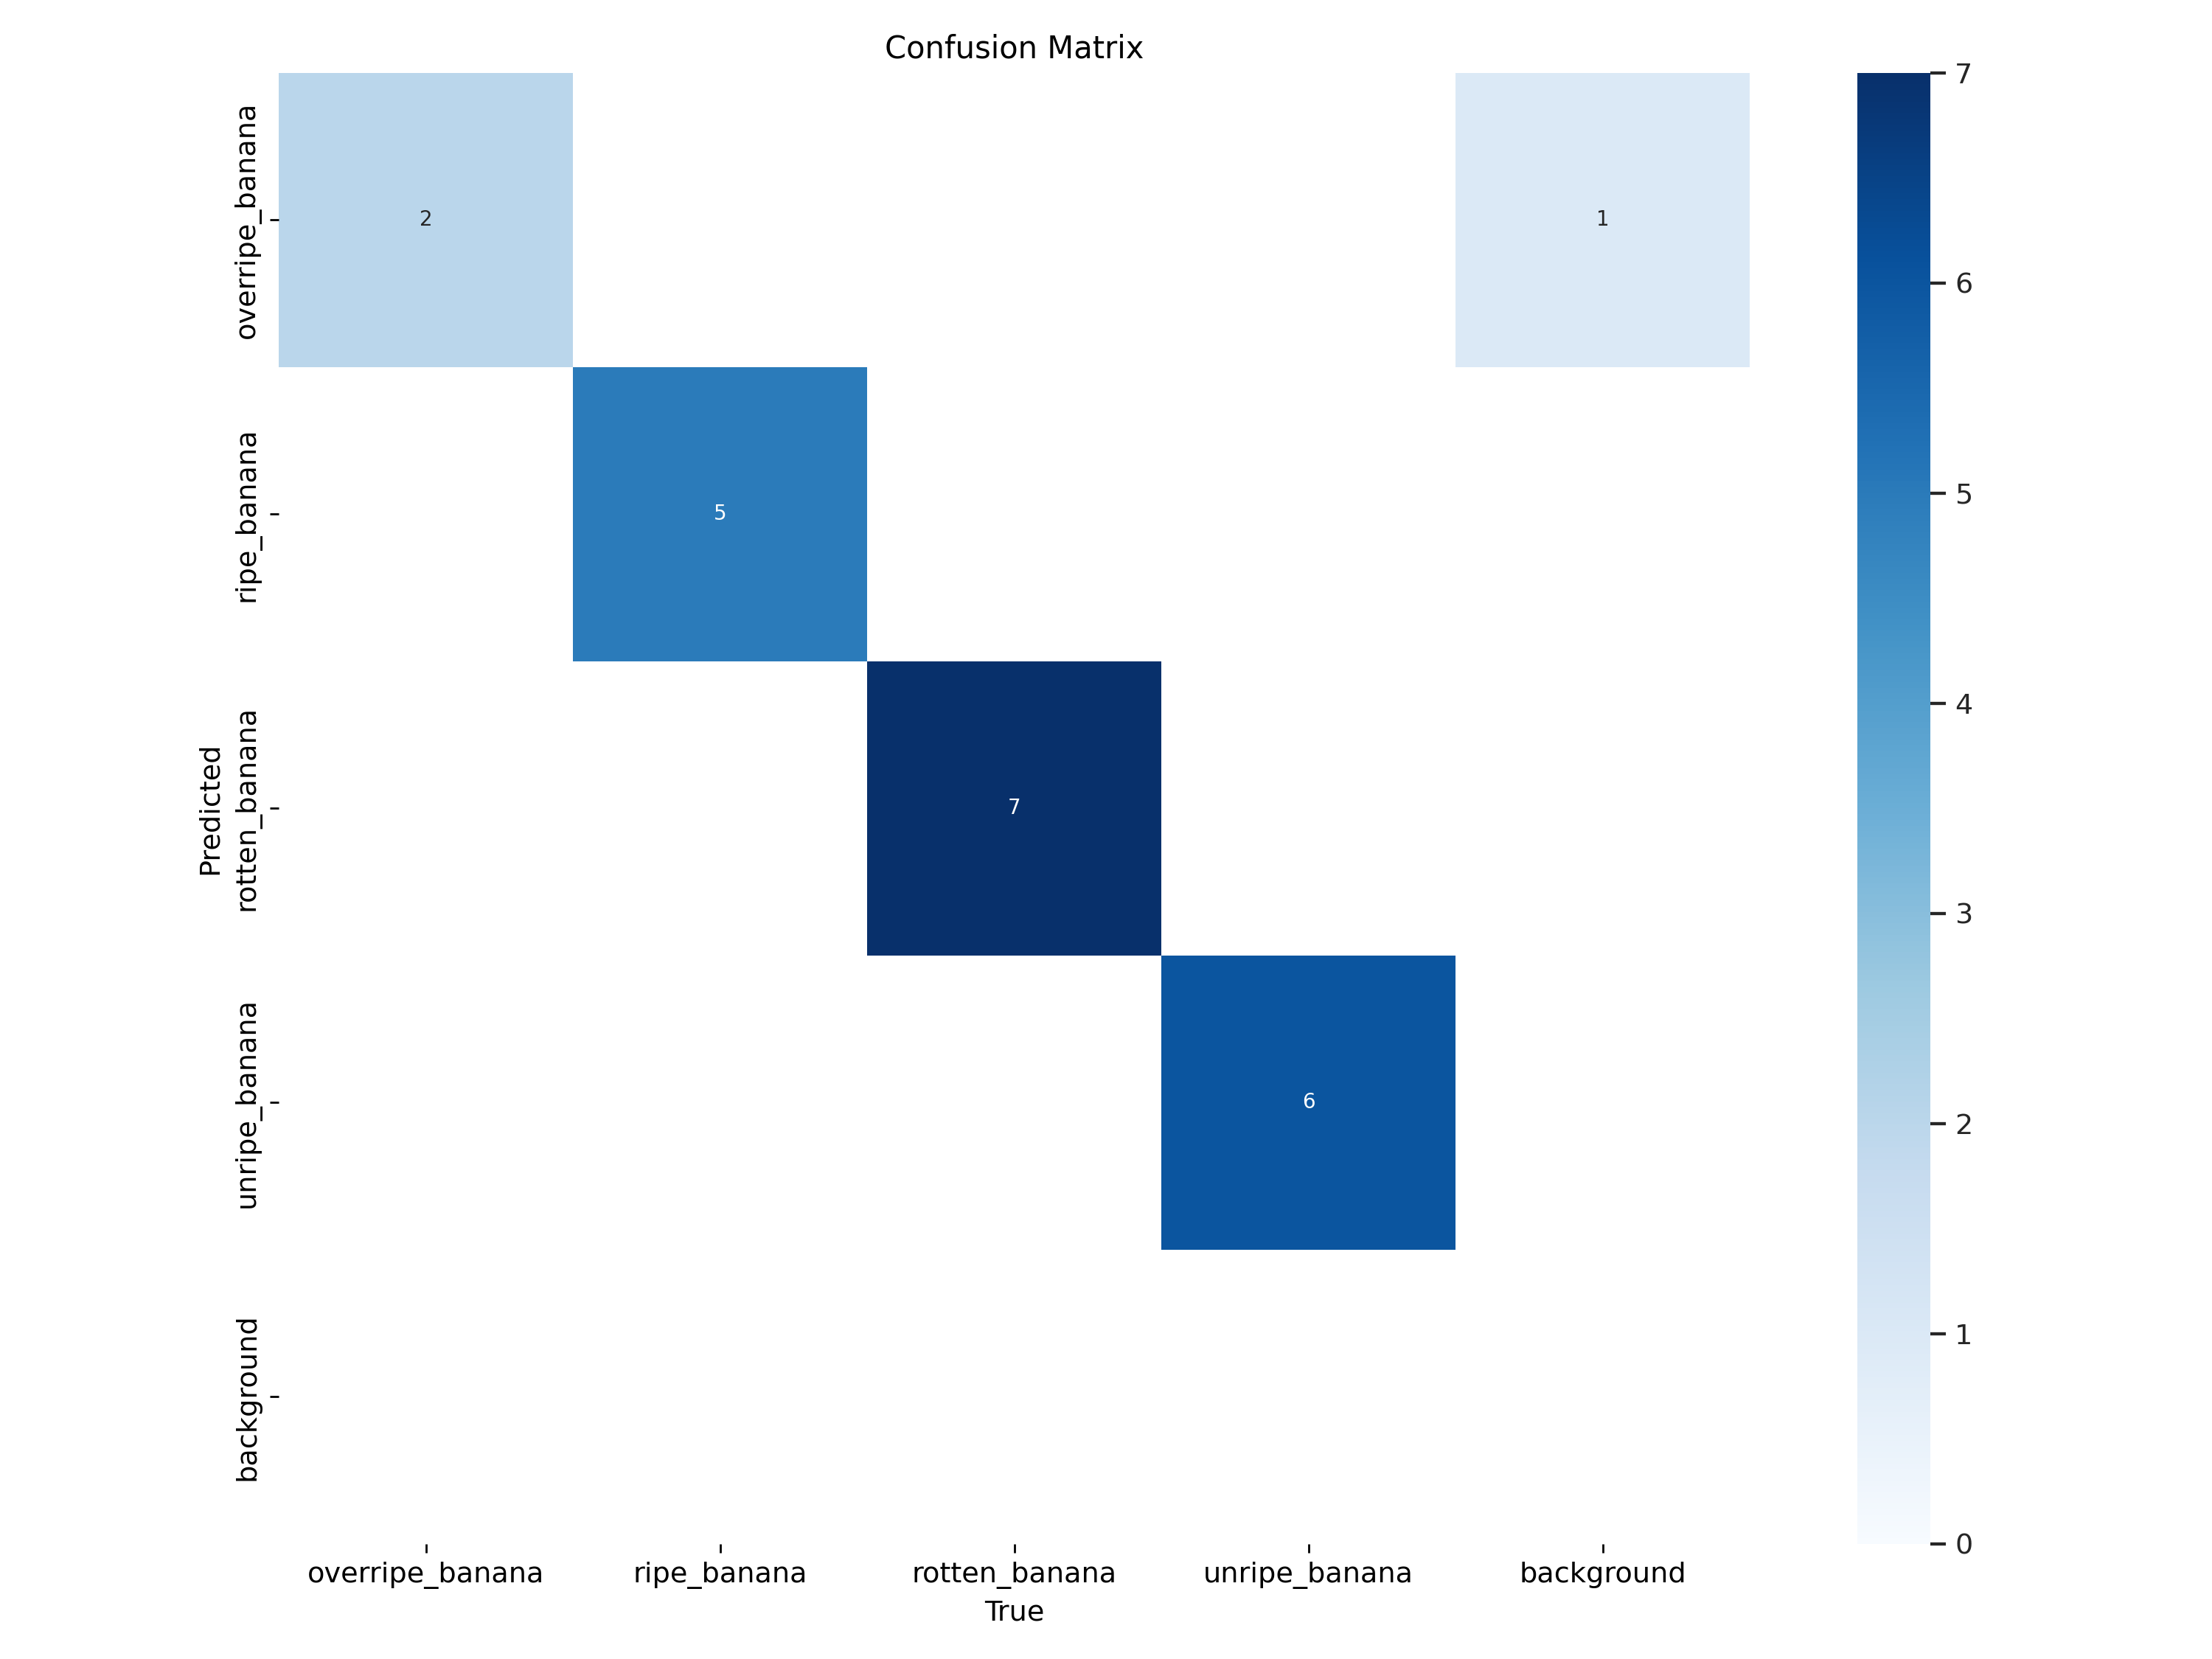 Confusion Matrix
overripe_banana
2
1
ripe_banana
5
rotten_banana
7
unripe_banana
6
background
Predicted
overripe_banana
ripe_banana
rotten_banana
unripe_banana
background
True
7
6
5
4
3
2
1
0